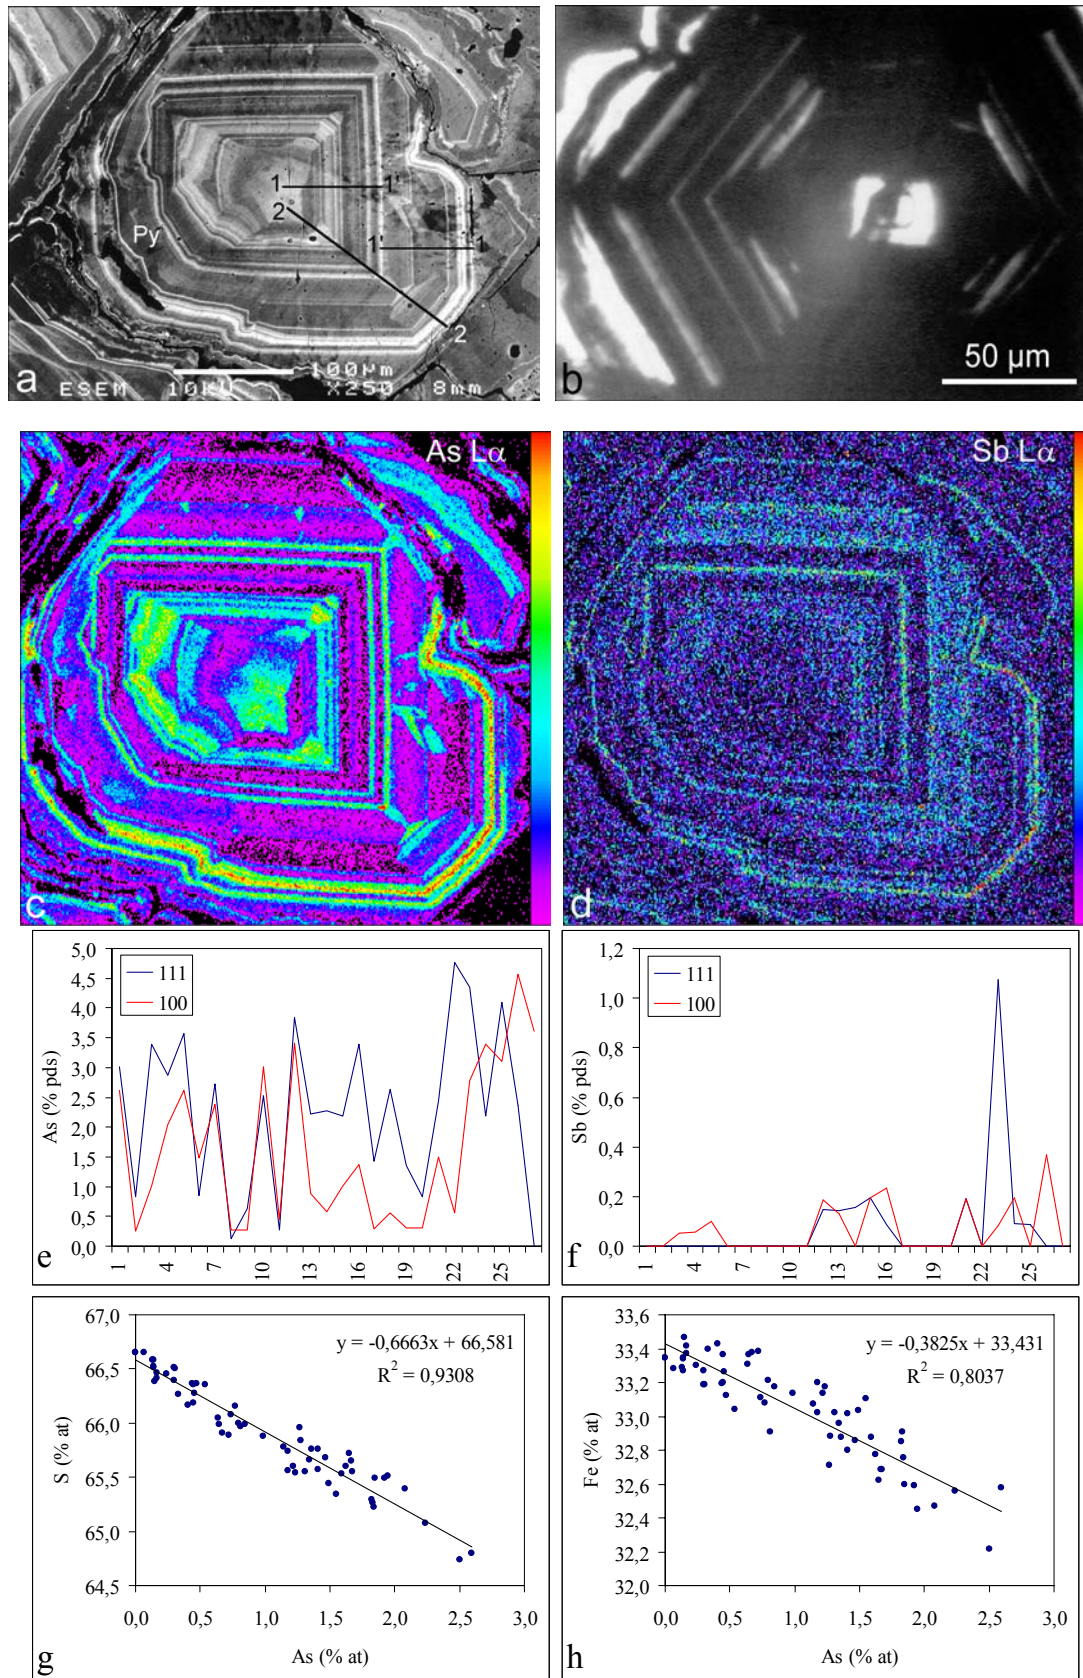 1 1'
2
Py
1' 1
2
a
100µm
ESEM 10KU X250 8mm
b
50 µm
As Lα
c
Sb Lα
d
5,0
4,5
4,0
3,5
3,0
2,5
2,0
1,5
1,0
0,5
0,0
As (% pds)
111
100
1 4 7 10 13 16 19 22 25
e
1,2
1,0
0,8
0,6
0,4
0,2
0,0
Sb (% pds)
111
100
1 4 7 10 13 16 19 22 25
f
67,0
66,5
66,0
65,5
65,0
64,5
S (% at)
y = -0,6663x + 66,581
R² = 0,9308
0,0 0,5 1,0 1,5 2,0 2,5 3,0
As (% at)
g
33,6
33,4
33,2
33,0
32,8
32,6
32,4
32,2
32,0
Fe (% at)
y = -0,3825x + 33,431
R² = 0,8037
0,0 0,5 1,0 1,5 2,0 2,5 3,0
As (% at)
h